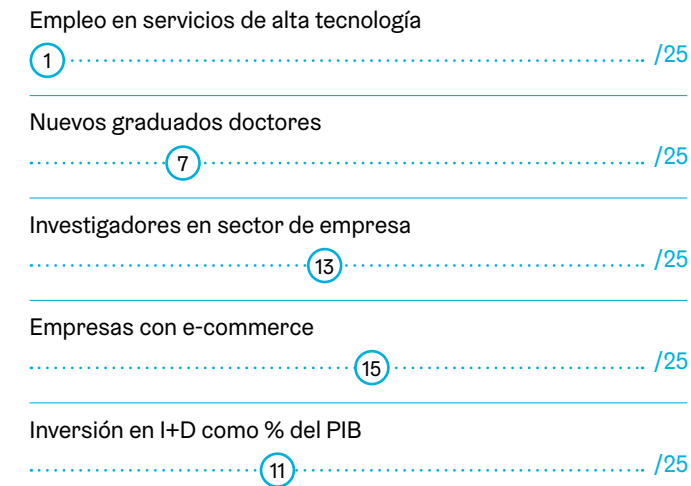 Empleo en servicios de alta tecnología
1 /25
Nuevos graduados doctores
7 /25
Investigadores en sector de empresa
13 /25
Empresas con e-commerce
15 /25
Inversión en I+D como % del PIB
11 /25